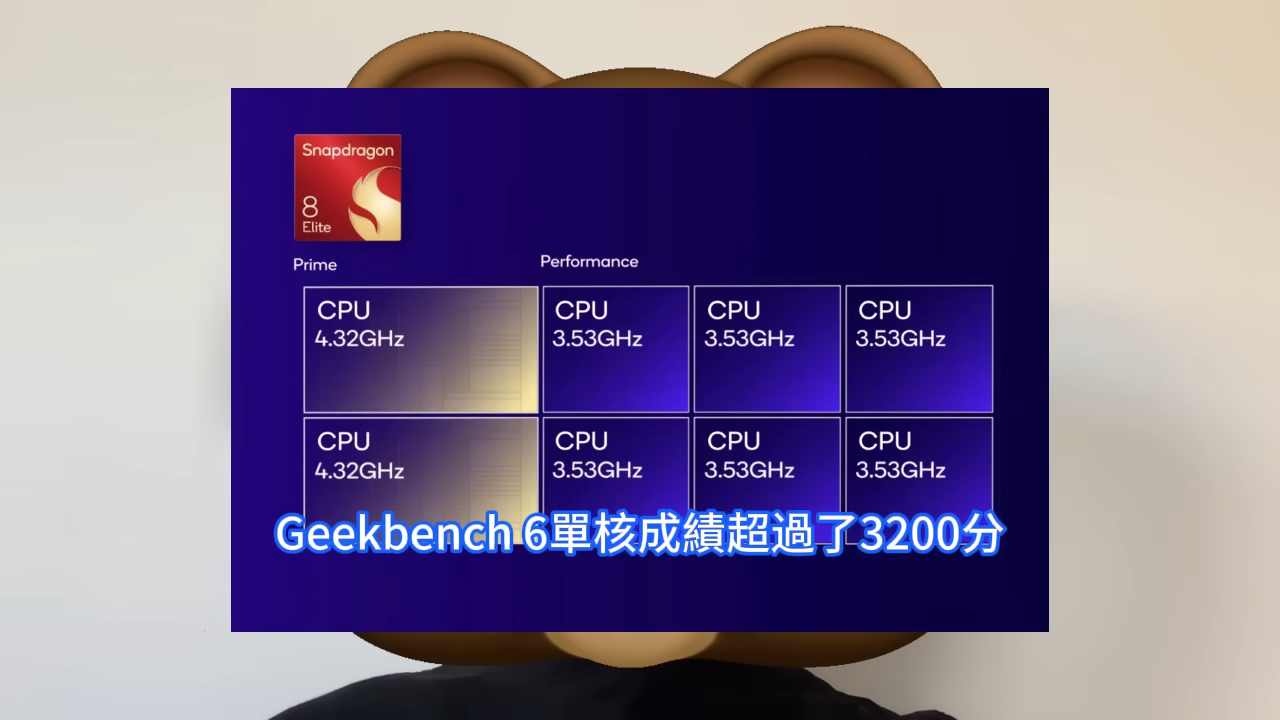 Snapdragon
8
Elite
Prime
Performance
CPU
4.32GHz
CPU
3.53GHz
CPU
3.53GHz
CPU
3.53GHz
CPU
4.32GHz
CPU
3.53GHz
CPU
3.53GHz
CPU
3.53GHz
Geekbench 6單核成績超過了3200分